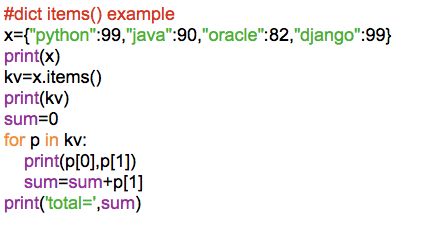 #dict items() example
x={"python":99,"java":90,"oracle":82,"django":99}
print(x)
kv=x.items()
print(kv)
sum=0
for p in kv:
    print(p[0],p[1])
    sum=sum+p[1]
print('total=',sum)